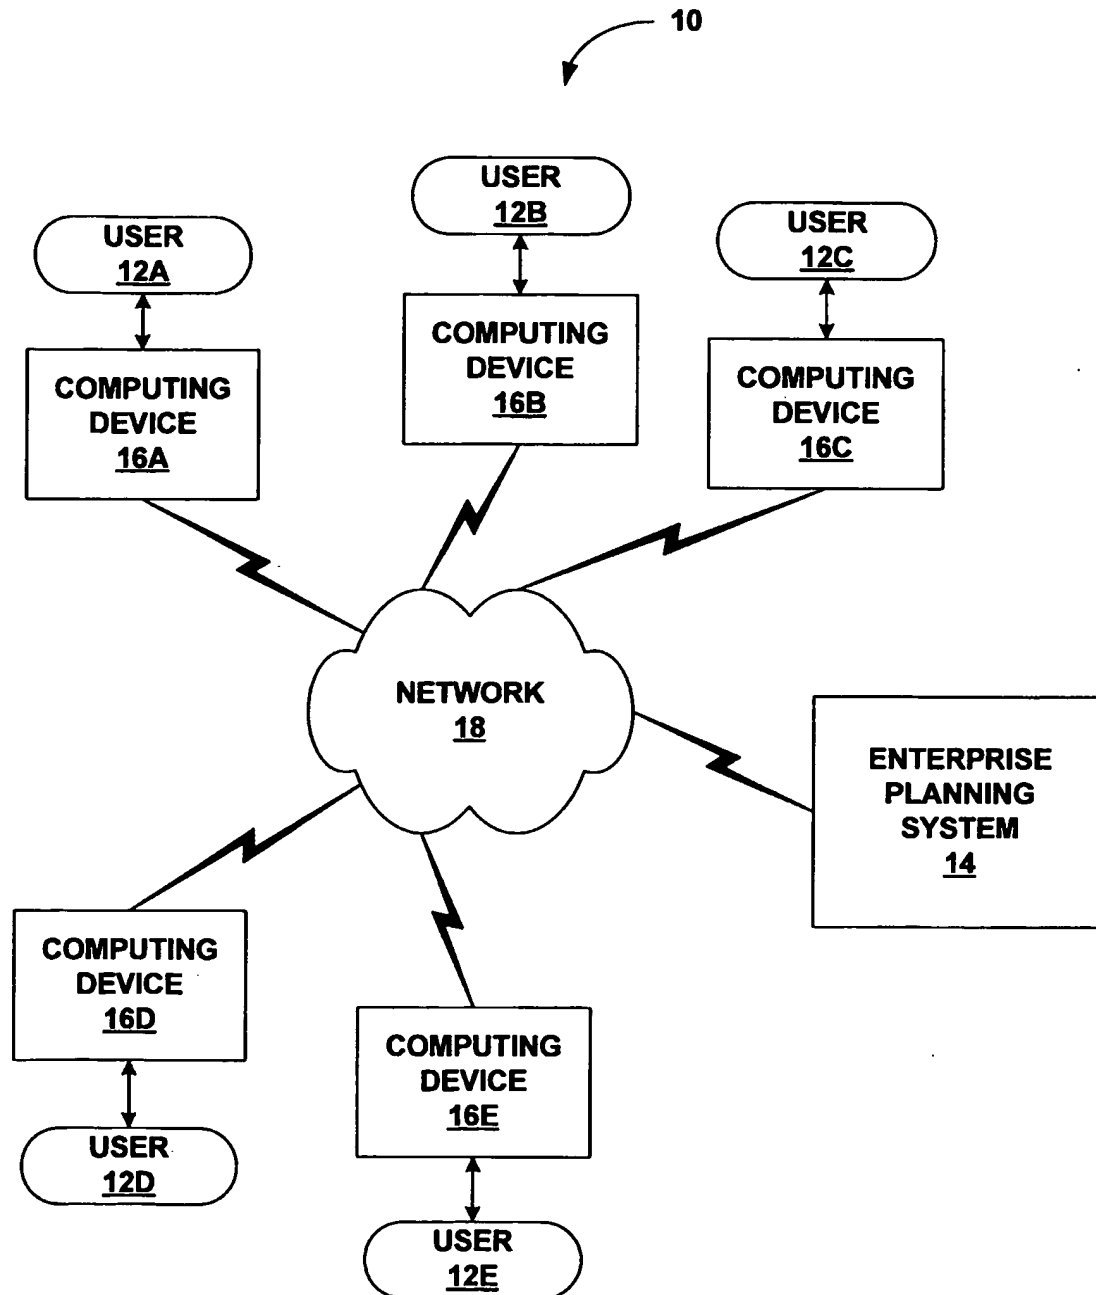 10
USER
12B
USER
12A
USER
12C
COMPUTING
DEVICE
16B
COMPUTING
DEVICE
16A
COMPUTING
DEVICE
16C
NETWORK
18
ENTERPRISE
PLANNING
SYSTEM
14
COMPUTING
DEVICE
16D
COMPUTING
DEVICE
16E
USER
12D
USER
12E